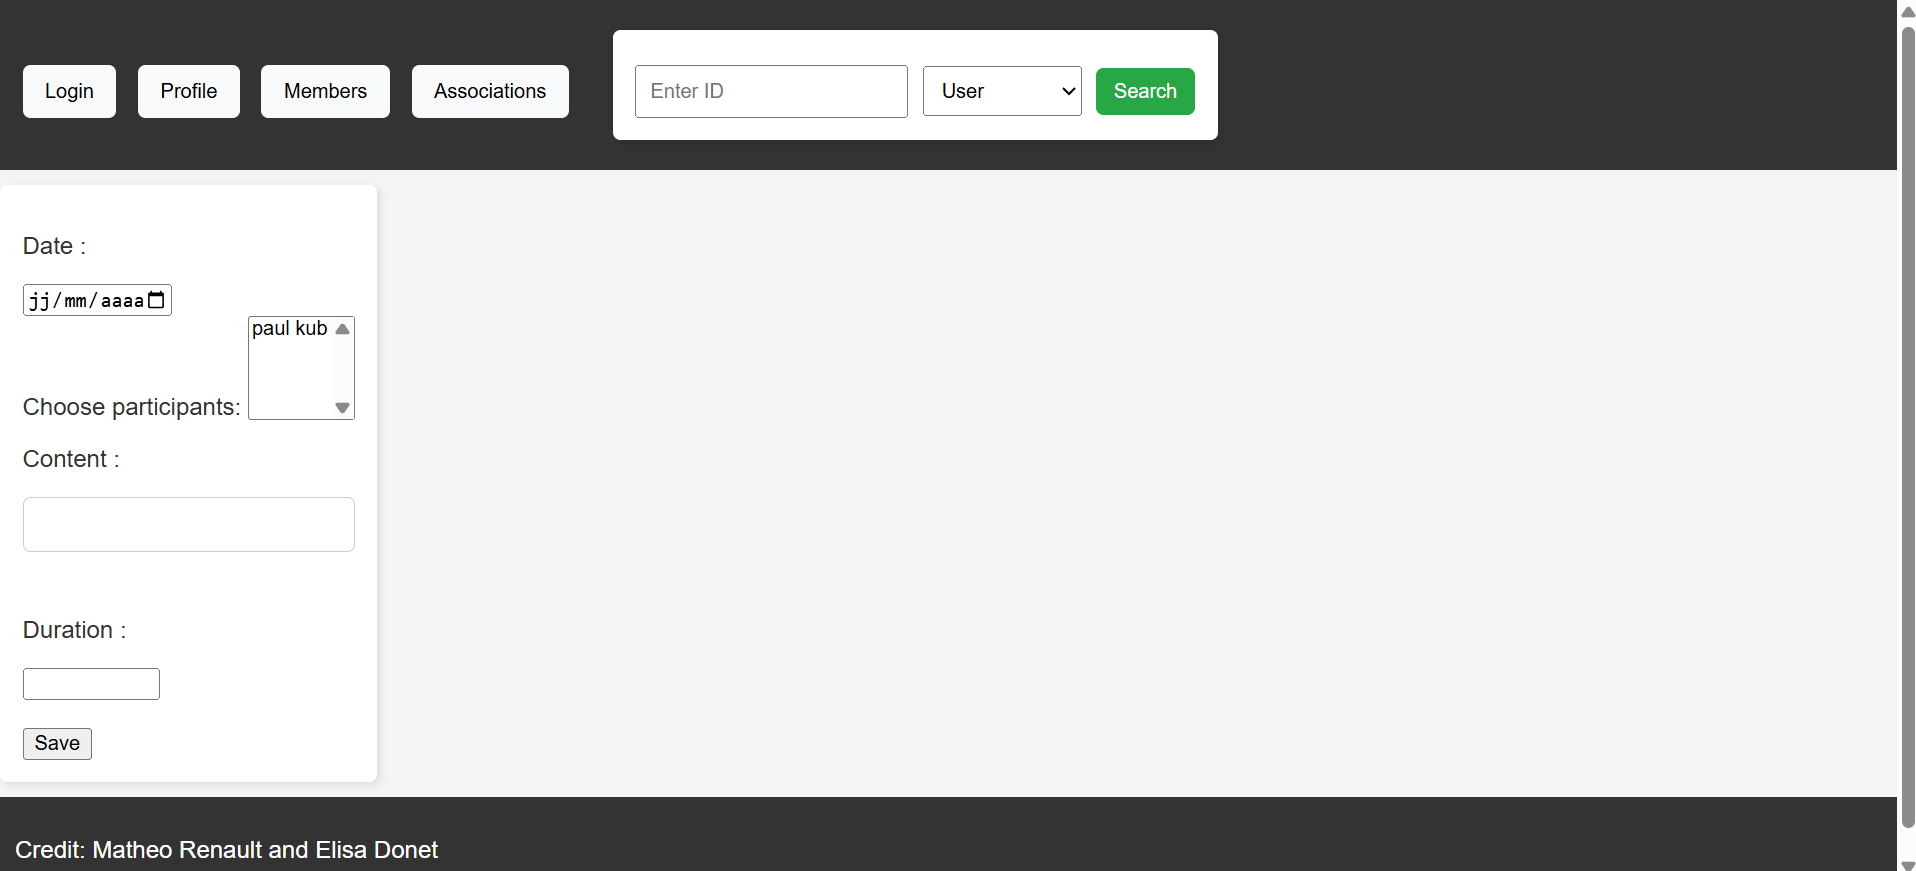 Login Profile Members Associations Enter ID User Search
Date :
jj/mm/aaaa
paul kub
Choose participants:
Content :
Duration :
Save
Credit: Matheo Renault and Elisa Donet